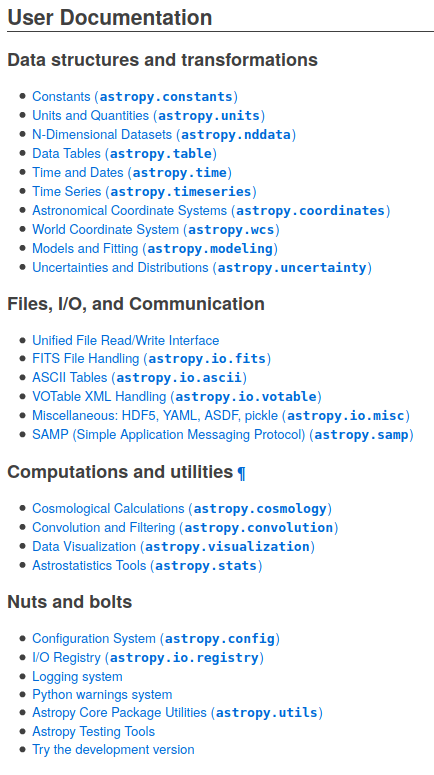 User Documentation
Data structures and transformations
• Constants (astropy.constants)
• Units and Quantities (astropy.units)
• N-Dimensional Datasets (astropy.nddata)
• Data Tables (astropy.table)
• Time and Dates (astropy.time)
• Time Series (astropy.timeseries)
• Astronomical Coordinate Systems (astropy.coordinates)
• World Coordinate System (astropy.wcs)
• Models and Fitting (astropy.modeling)
• Uncertainties and Distributions (astropy.uncertainty)
Files, I/O, and Communication
• Unified File Read/Write Interface
• FITS File Handling (astropy.io.fits)
• ASCII Tables (astropy.io.ascii)
• VOTable XML Handling (astropy.io.votable)
• Miscellaneous: HDF5, YAML, ASDF, pickle (astropy.io.misc)
• SAMP (Simple Application Messaging Protocol) (astropy.samp)
Computations and utilities ¶
• Cosmological Calculations (astropy.cosmology)
• Convolution and Filtering (astropy.convolution)
• Data Visualization (astropy.visualization)
• Astrostatistics Tools (astropy.stats)
Nuts and bolts
• Configuration System (astropy.config)
• I/O Registry (astropy.io.registry)
• Logging system
• Python warnings system
• Astropy Core Package Utilities (astropy.utils)
• Astropy Testing Tools
• Try the development version